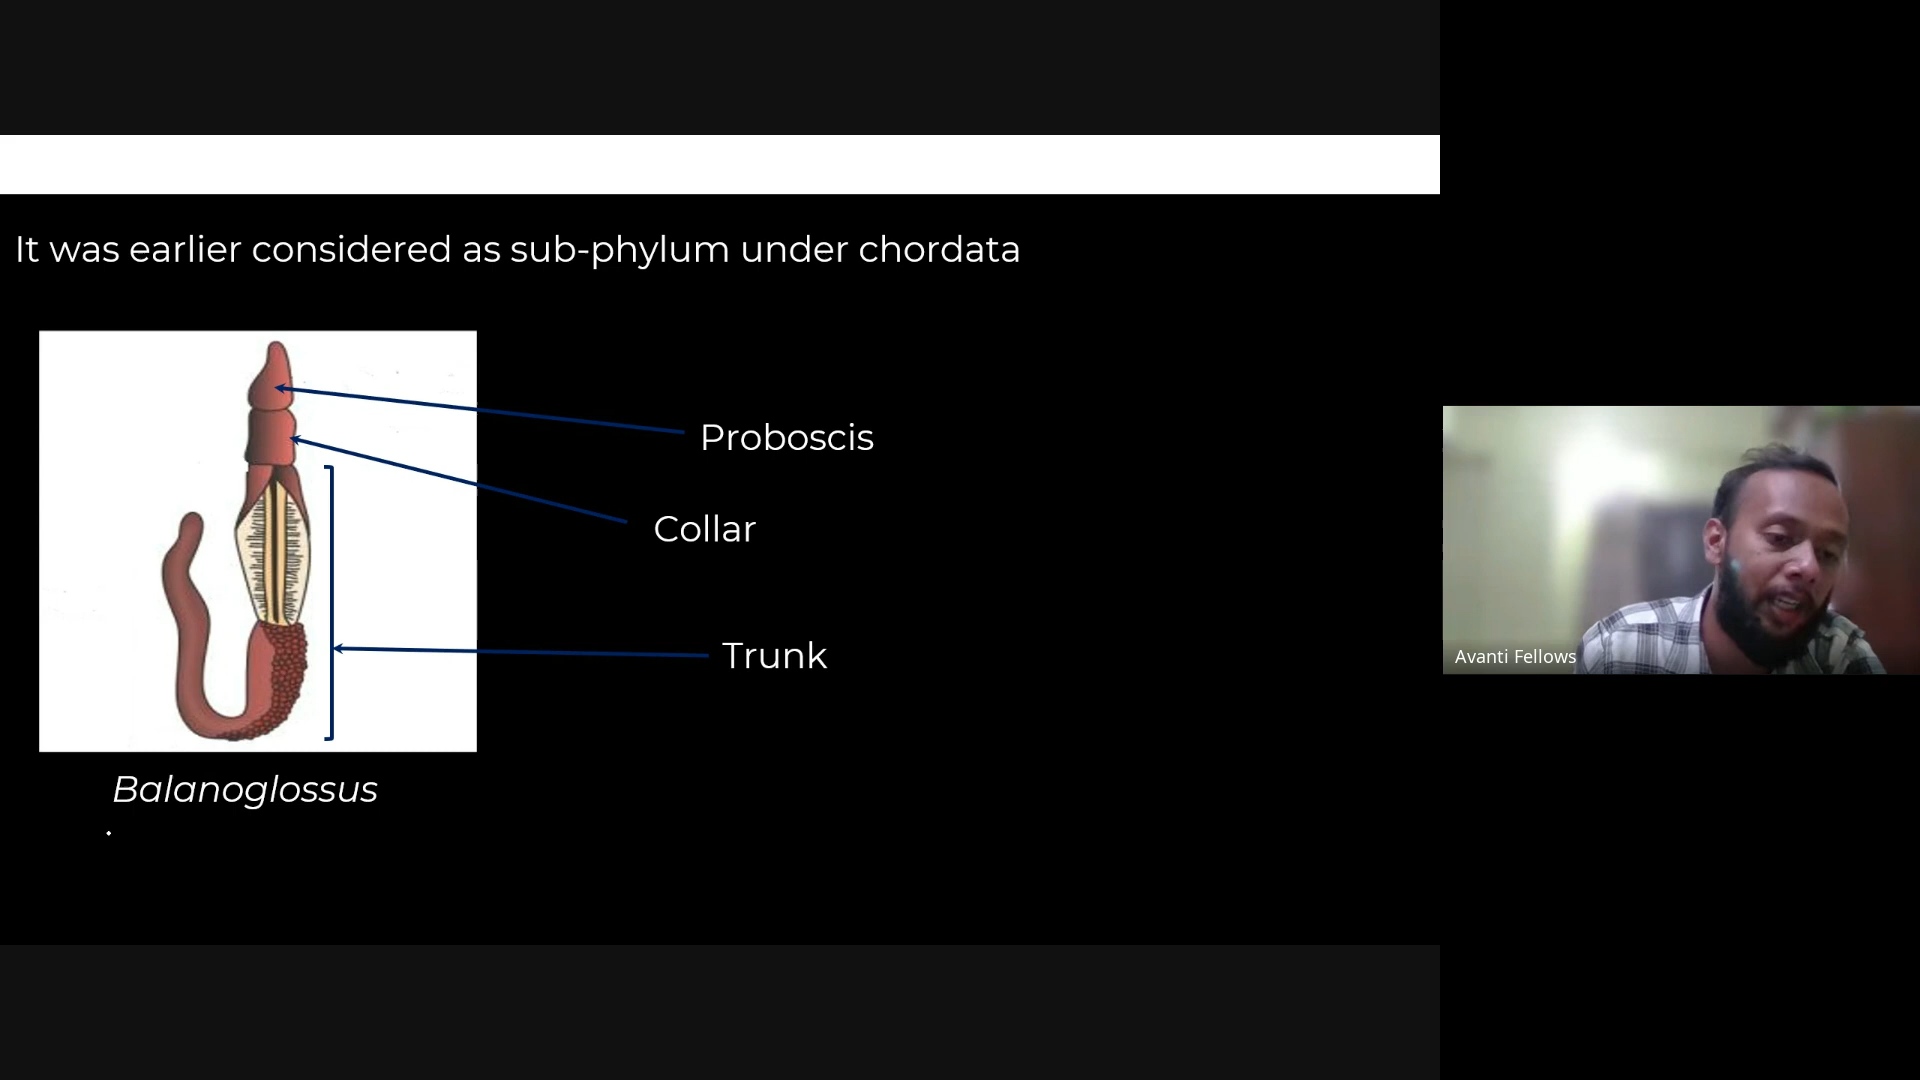 It was earlier considered as sub-phylum under chordata
Proboscis
Collar
Trunk
Balanoglossus
Avanti Fellows